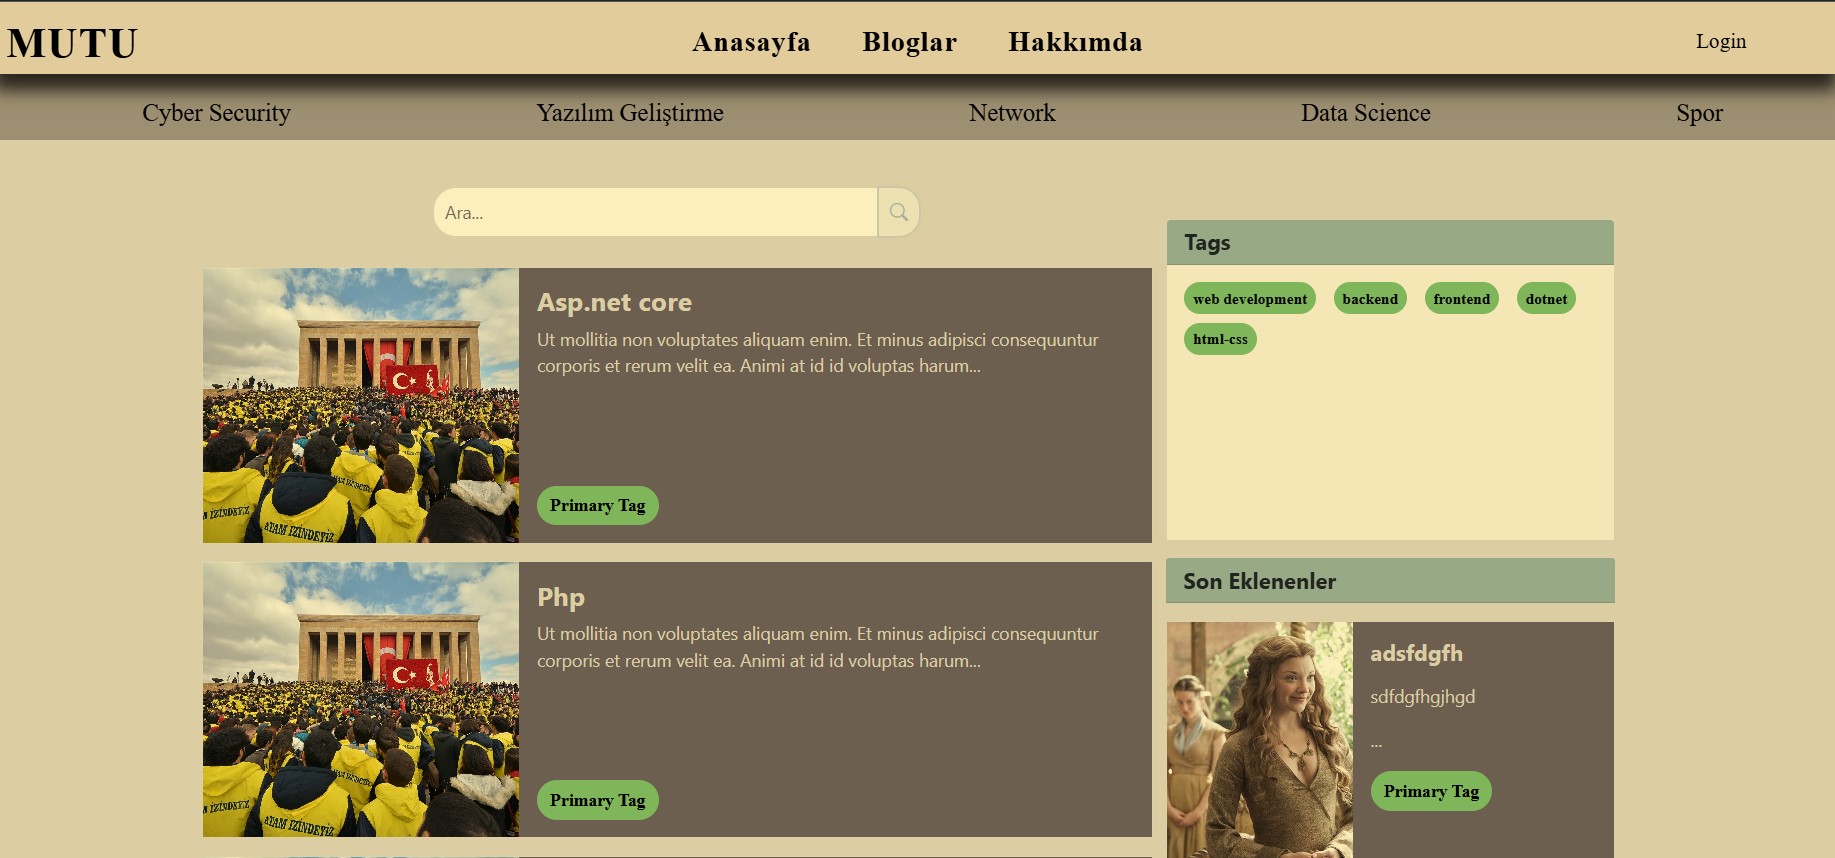 MUTU
Anasayfa Bloglar Hakkımda
Login
Cyber Security Yazılım Geliştirme Network Data Science Spor
Ara...
Asp.net core
Ut mollitia non voluptates aliquam enim. Et minus adipisci consequuntur
corporis et rerum velit ea. Animi at id id voluptas harum...
Primary Tag
ATAM İZİNDEYİZ
Php
Ut mollitia non voluptates aliquam enim. Et minus adipisci consequuntur
corporis et rerum velit ea. Animi at id id voluptas harum...
Primary Tag
ATAM İZİNDEYİZ
Tags
web development backend frontend dotnet
html-css
Son Eklenenler
adsfdgfh
sdfdgfhgjhgd
...
Primary Tag